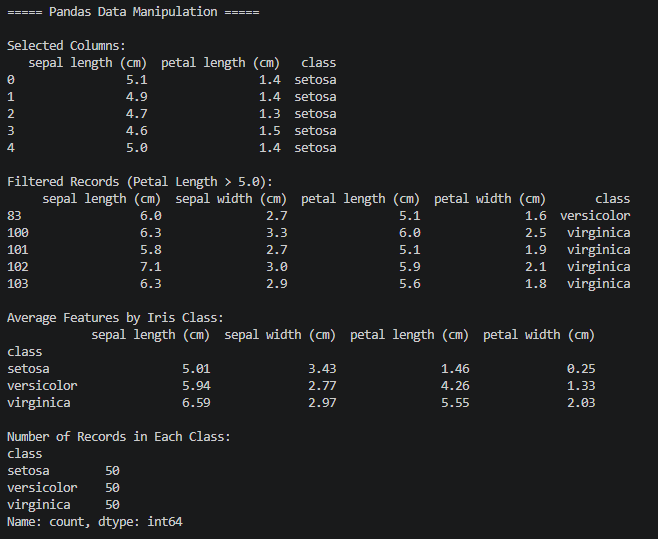 ===== Pandas Data Manipulation =====
Selected Columns:
   sepal length (cm)  petal length (cm)   class
0                5.1                1.4  setosa
1                4.9                1.4  setosa
2                4.7                1.3  setosa
3                4.6                1.5  setosa
4                5.0                1.4  setosa
Filtered Records (Petal Length > 5.0):
     sepal length (cm)  sepal width (cm)  petal length (cm)  petal width (cm)       class
83                 6.0               2.7                5.1               1.6  versicolor
100                6.3               3.3                6.0               2.5   virginica
101                5.8               2.7                5.1               1.9   virginica
102                7.1               3.0                5.9               2.1   virginica
103                6.3               2.9                5.6               1.8   virginica
Average Features by Iris Class:
            sepal length (cm)  sepal width (cm)  petal length (cm)  petal width (cm)
class
setosa                   5.01              3.43               1.46              0.25
versicolor               5.94              2.77               4.26              1.33
virginica                6.59              2.97               5.55              2.03
Number of Records in Each Class:
class
setosa        50
versicolor    50
virginica     50
Name: count, dtype: int64